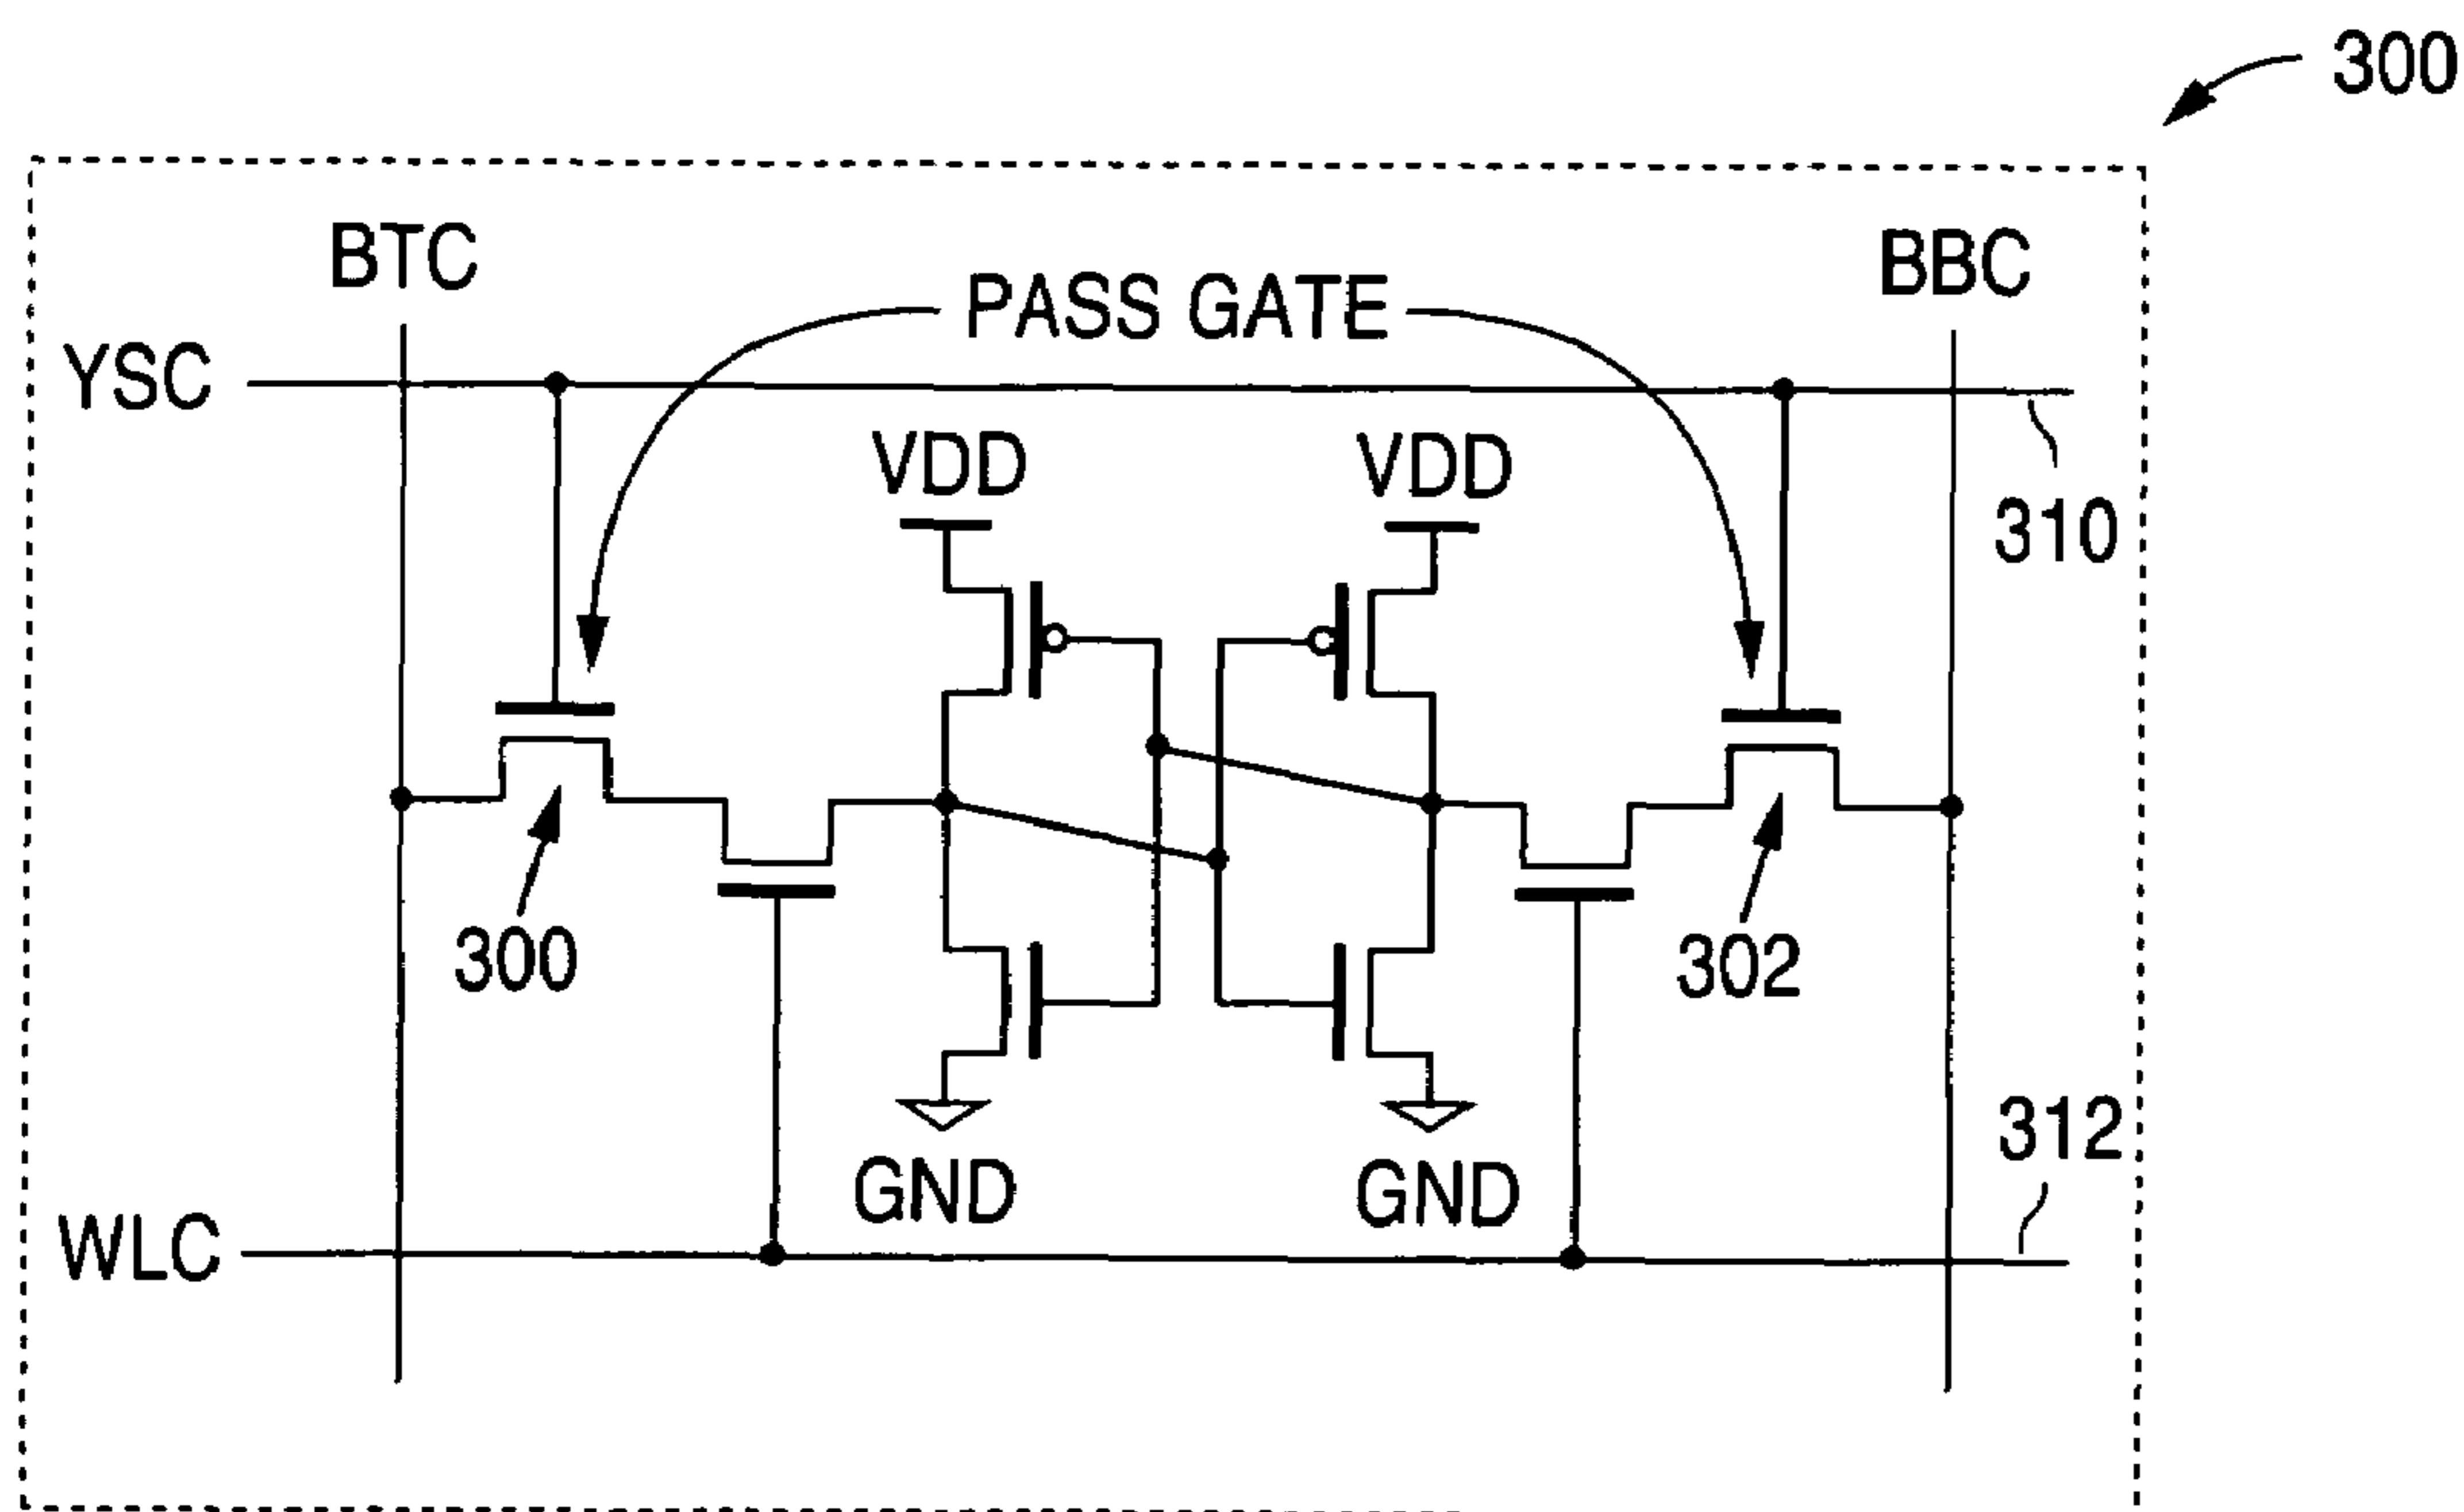 300
BTC
BBC
PASS GATE
YSC
VDD
VDD
310
300
302
312
GND
GND
WLC